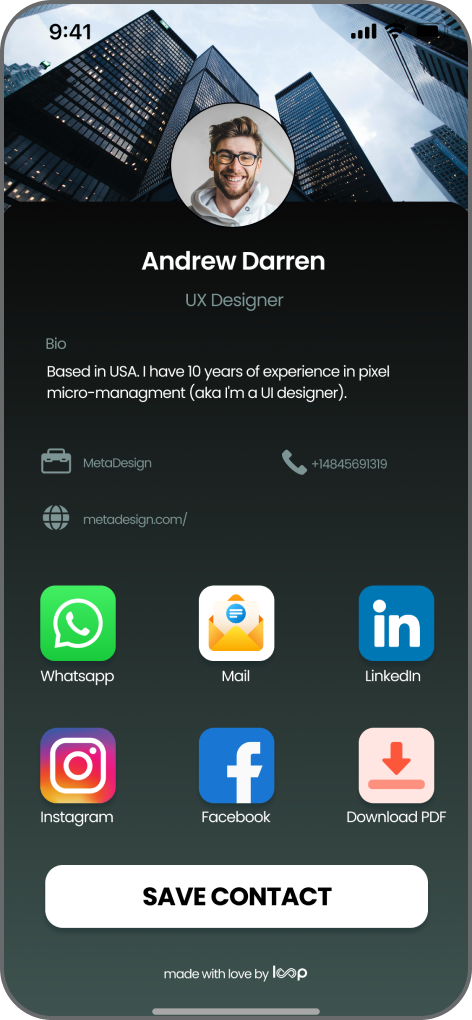 9:41
Andrew Darren
UX Designer
Bio
Based in USA. I have 10 years of experience in pixel
micro-managment (aka I'm a UI designer).
MetaDesign
+14845691319
metadesign.com/
Whatsapp
Mail
in
LinkedIn
Instagram
Facebook
Download PDF
SAVE CONTACT
made with love by loop